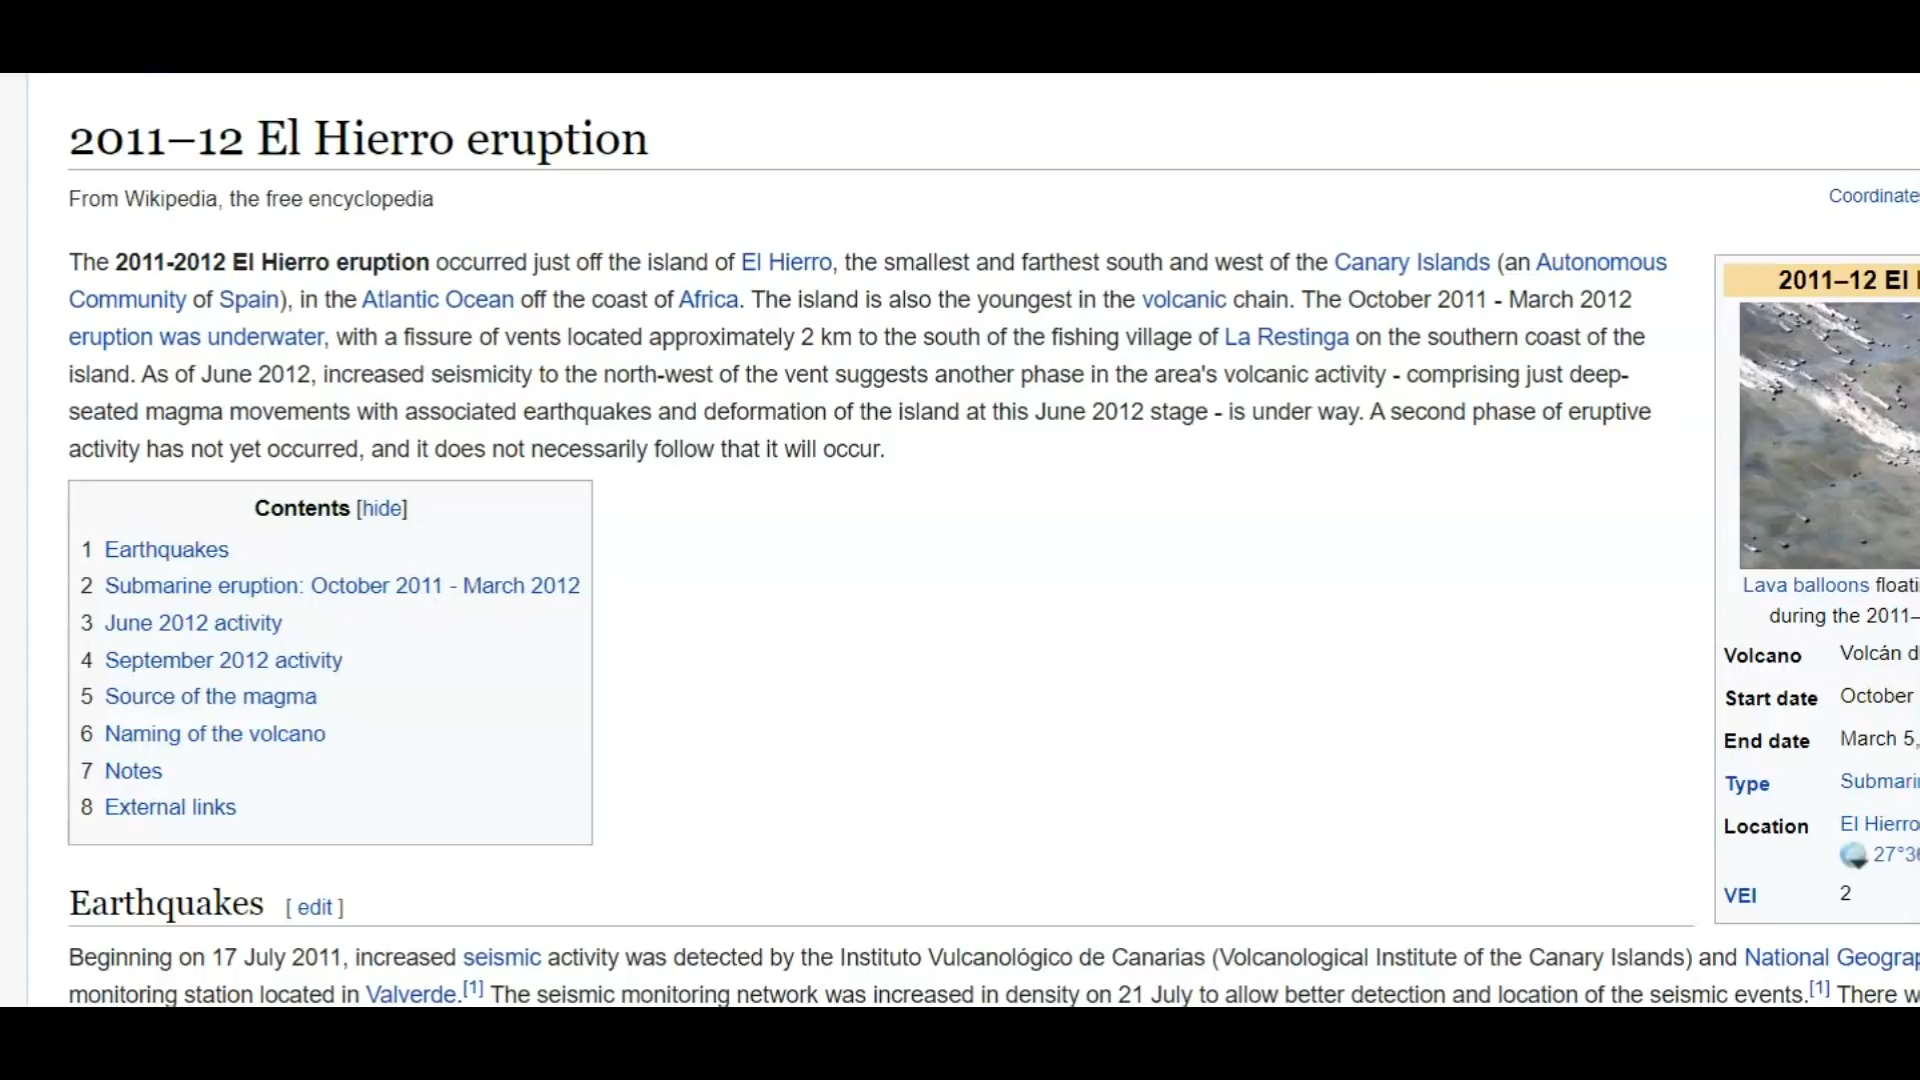 2011–12 El Hierro eruption
From Wikipedia, the free encyclopedia
The 2011-2012 El Hierro eruption occurred just off the island of El Hierro, the smallest and farthest south and west of the Canary Islands (an Autonomous
Community of Spain), in the Atlantic Ocean off the coast of Africa. The island is also the youngest in the volcanic chain. The October 2011 - March 2012
eruption was underwater, with a fissure of vents located approximately 2 km to the south of the fishing village of La Restinga on the southern coast of the
island. As of June 2012, increased seismicity to the north-west of the vent suggests another phase in the area's volcanic activity - comprising just deep-
seated magma movements with associated earthquakes and deformation of the island at this June 2012 stage - is under way. A second phase of eruptive
activity has not yet occurred, and it does not necessarily follow that it will occur.
Contents [hide]
1 Earthquakes
2 Submarine eruption: October 2011 - March 2012
3 June 2012 activity
4 September 2012 activity
5 Source of the magma
6 Naming of the volcano
7 Notes
8 External links
Earthquakes [ edit ]
Beginning on 17 July 2011, increased seismic activity was detected by the Instituto Vulcanológico de Canarias (Volcanological Institute of the Canary Islands) and National
monitoring station located in Valverde.[1] The seismic monitoring network was increased in density on 21 July to allow better detection and location of the seismic events.[1] There
2011–12 El
Lava balloons
during the 2011–
Volcano Volcán
Start date October
End date March 5,
Type
Location El Hierro
27°36
VEI 2